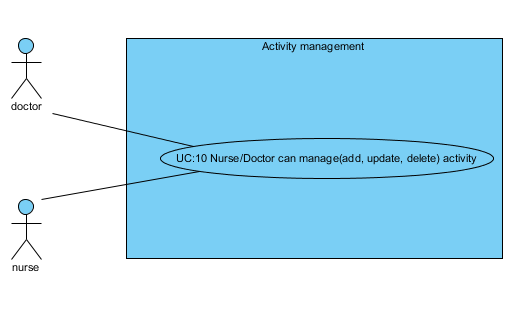 Activity management
doctor
UC:10 Nurse/Doctor can manage(add, update, delete) activity
nurse